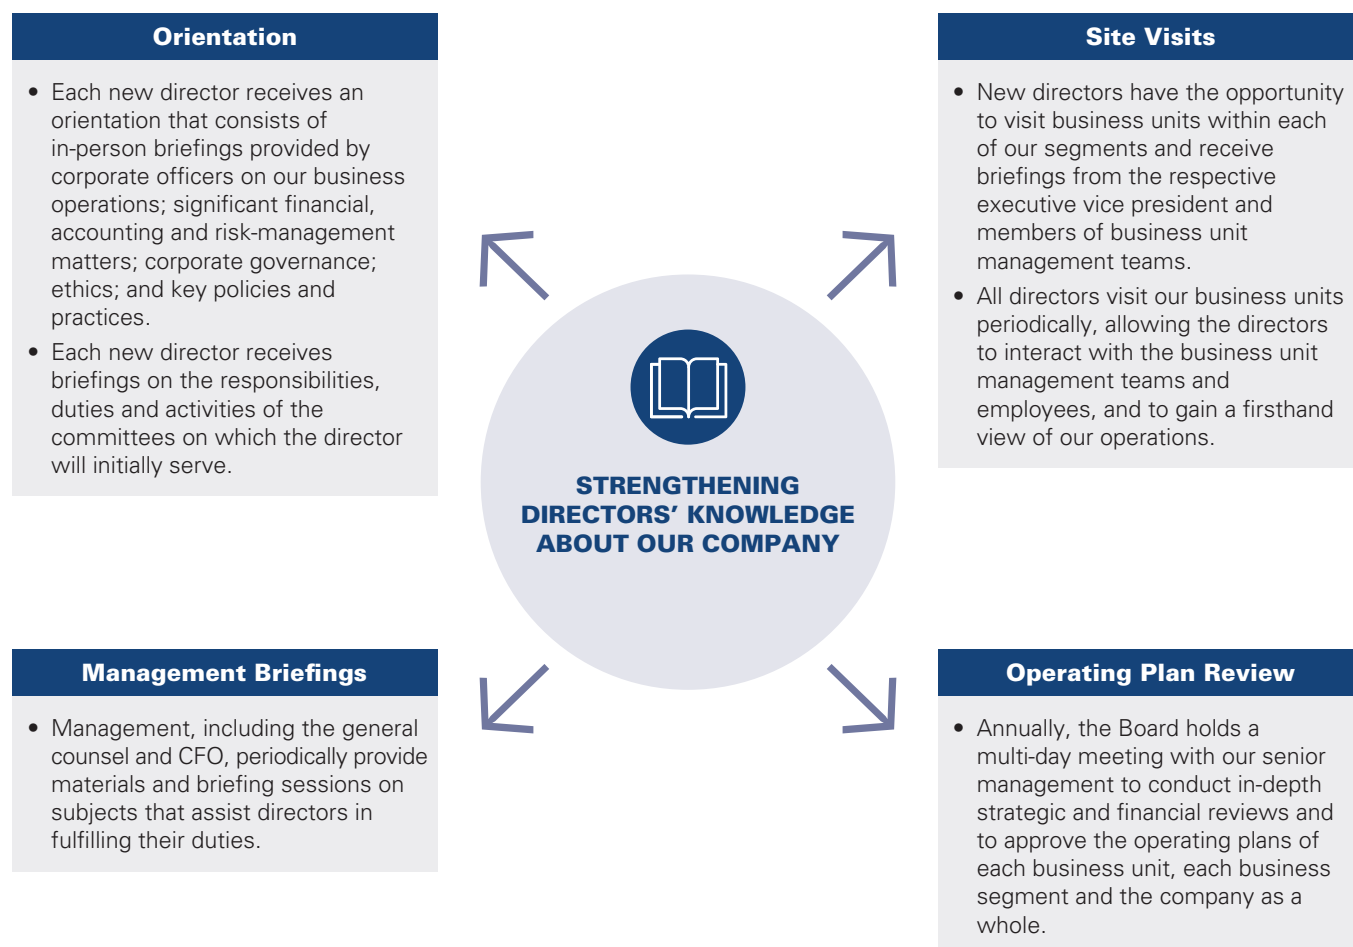 Orientation
• Each new director receives an
orientation that consists of
in-person briefings provided by
corporate officers on our business
operations; significant financial,
accounting and risk-management
matters; corporate governance;
ethics; and key policies and
practices.
• Each new director receives
briefings on the responsibilities,
duties and activities of the
committees on which the director
will initially serve.
Site Visits
• New directors have the opportunity
to visit business units within each
of our segments and receive
briefings from the respective
executive vice president and
members of business unit
management teams.
• All directors visit our business units
periodically, allowing the directors
to interact with the business unit
management teams and
employees, and to gain a firsthand
view of our operations.
STRENGTHENING
DIRECTORS’ KNOWLEDGE
ABOUT OUR COMPANY
Management Briefings
• Management, including the general
counsel and CFO, periodically provide
materials and briefing sessions on
subjects that assist directors in
fulfilling their duties.
Operating Plan Review
• Annually, the Board holds a
multi-day meeting with our senior
management to conduct in-depth
strategic and financial reviews and
to approve the operating plans of
each business unit, each business
segment and the company as a
whole.